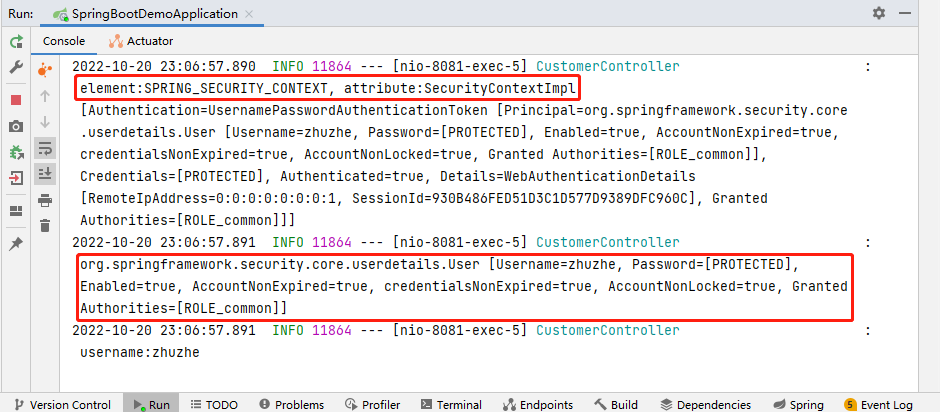 Run: SpringBootDemoApplication ×
Console Actuator
2022-10-20 23:06:57.890 INFO 11864 --- [nio-8081-exec-5] CustomerController :
element:SPRING_SECURITY_CONTEXT, attribute:SecurityContextImpl
[Authentication=UsernamePasswordAuthenticationToken [Principal=org.springframework.security.core
.userdetails.User [Username=zhuzhe, Password=[PROTECTED], Enabled=true, AccountNonExpired=true,
credentialsNonExpired=true, AccountNonLocked=true, Granted Authorities=[ROLE_common]],
Credentials=[PROTECTED], Authenticated=true, Details=WebAuthenticationDetails
[RemoteIpAddress=0:0:0:0:0:0:0:1, SessionId=930B486FED51D3C1D577D9389DFC960C], Granted
Authorities=[ROLE_common]]]
2022-10-20 23:06:57.891 INFO 11864 --- [nio-8081-exec-5] CustomerController :
org.springframework.security.core.userdetails.User [Username=zhuzhe, Password=[PROTECTED],
Enabled=true, AccountNonExpired=true, credentialsNonExpired=true, AccountNonLocked=true, Granted
Authorities=[ROLE_common]]
2022-10-20 23:06:57.891 INFO 11864 --- [nio-8081-exec-5] CustomerController :
username:zhuzhe
Version Control Run TODO Problems Profiler Terminal Endpoints Build Dependencies Spring 5 Event Log